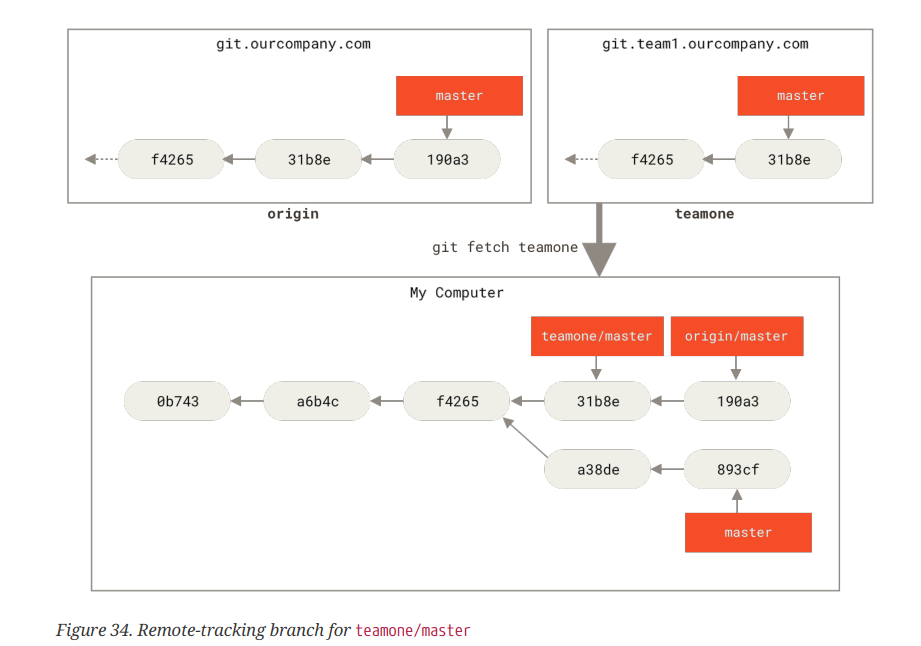 git.ourcompany.com
master
f4265
31b8e
190a3
origin
git.team1.ourcompany.com
master
f4265
31b8e
teamone
git fetch teamone
My Computer
teamone/master
origin/master
0b743
a6b4c
f4265
31b8e
190a3
a38de
893cf
master
Figure 34. Remote-tracking branch for teamone/master